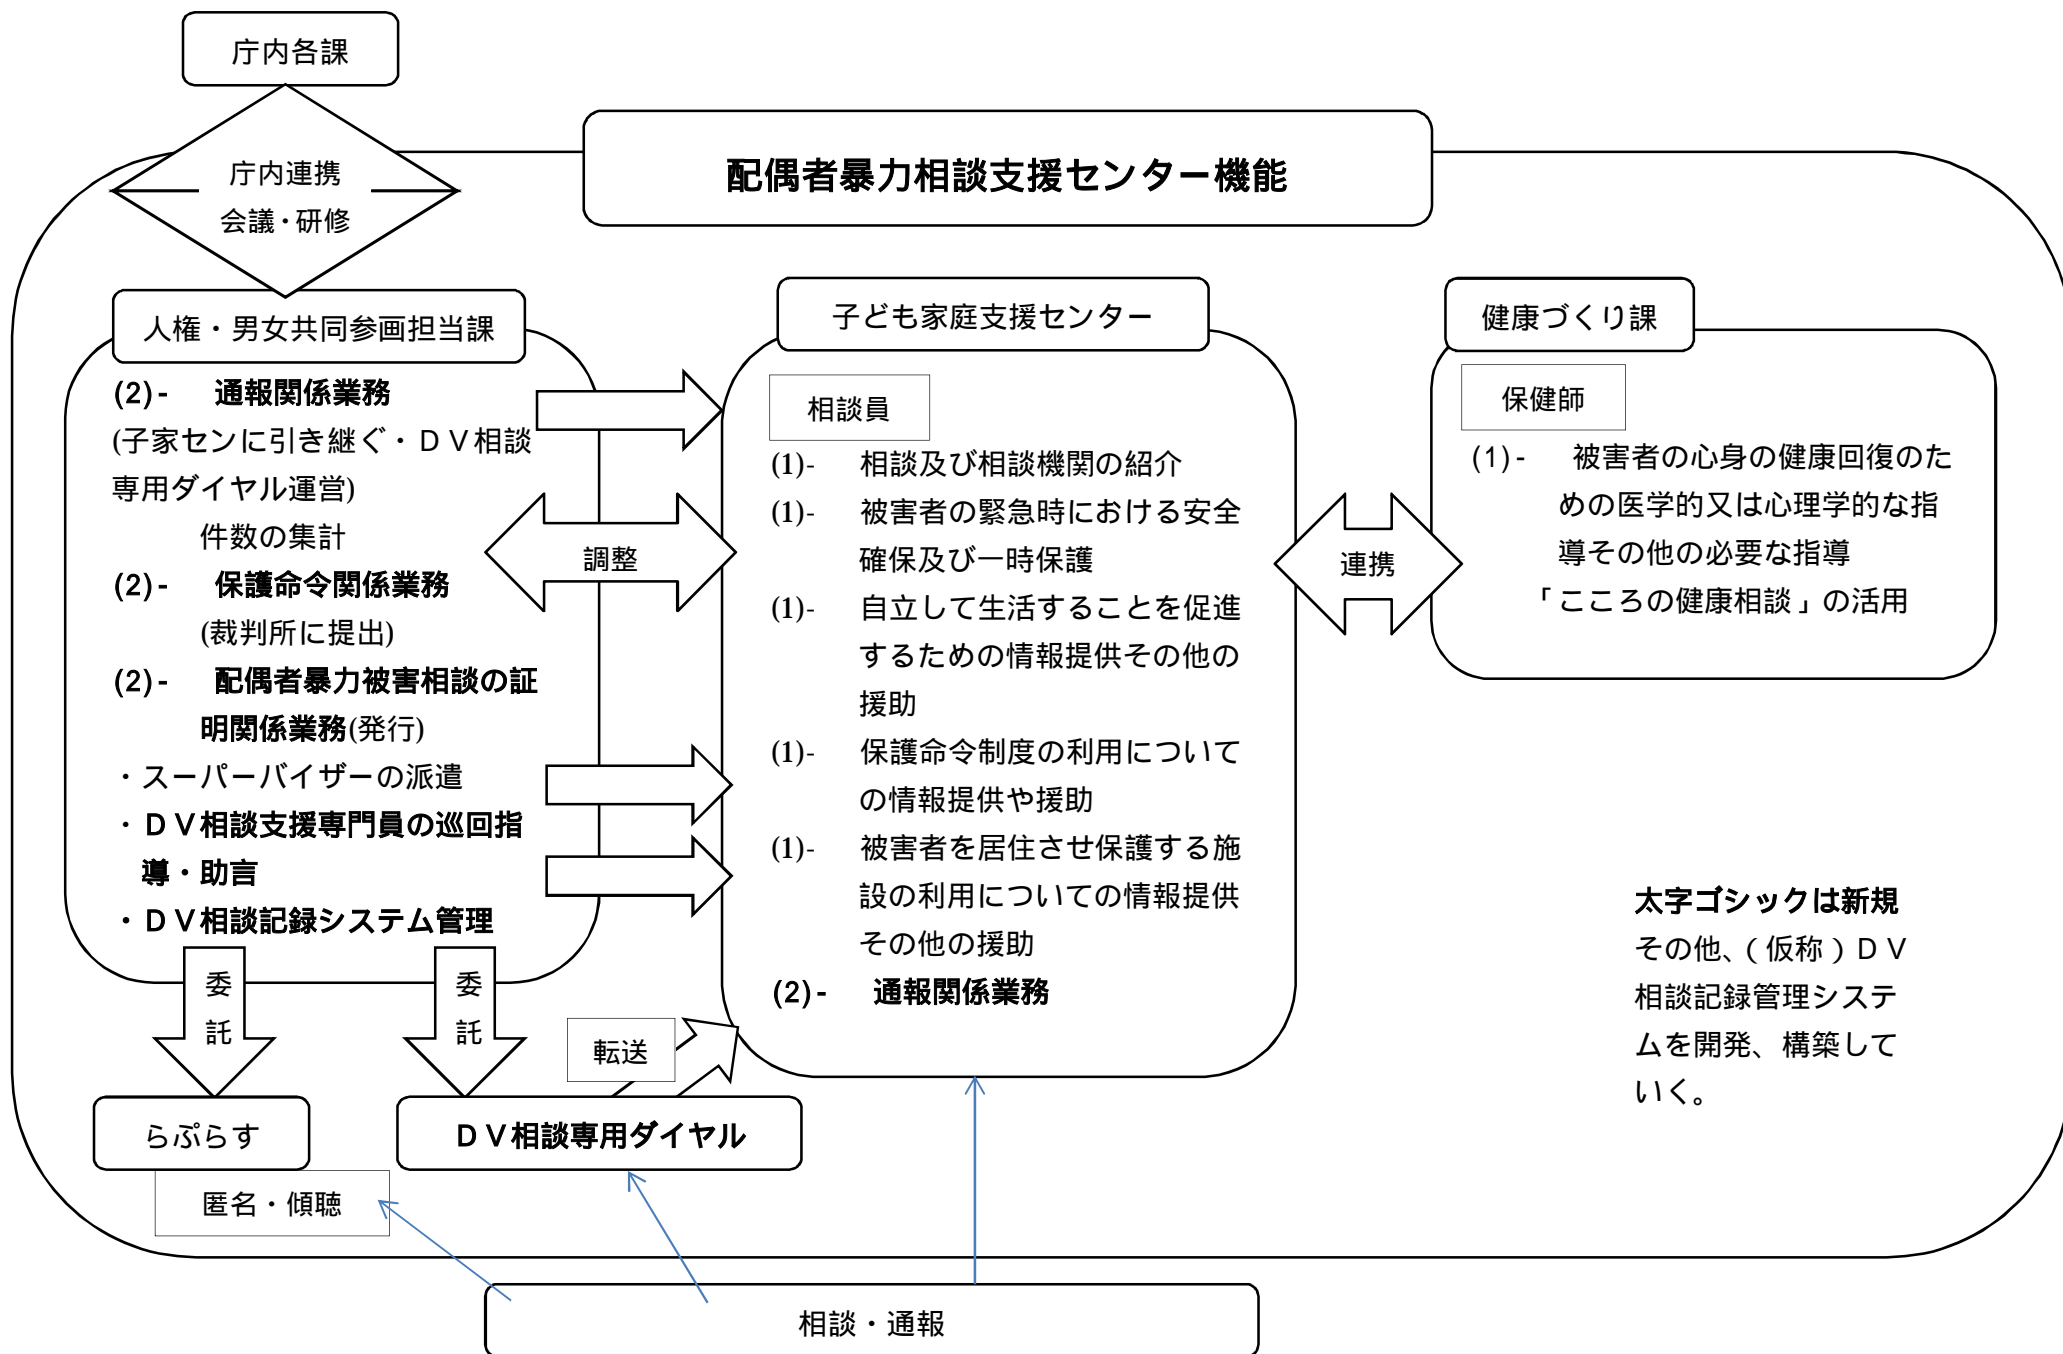 庁内各課
庁内連携
会議・研修
配偶者暴力相談支援センター機能
人権・男女共同参画担当課
(2)-　通報関係業務
(子家センに引き継ぐ・ＤＶ相談
専用ダイヤル運営)
件数の集計
(2)-　保護命令関係業務
(裁判所に提出)
(2)-　配偶者暴力被害相談の証
明関係業務(発行)
・スーパーバイザーの派遣
・ＤＶ相談支援専門員の巡回指
導・助言
・ＤＶ相談記録システム管理
調整
子ども家庭支援センター
相談員
(1)-　相談及び相談機関の紹介
(1)-　被害者の緊急時における安全
確保及び一時保護
(1)-　自立して生活することを促進
するための情報提供その他の
援助
(1)-　保護命令制度の利用について
の情報提供や援助
(1)-　被害者を居住させ保護する施
設の利用についての情報提供
その他の援助
(2)-　通報関係業務
連携
健康づくり課
保健師
(1)-　被害者の心身の健康回復のた
めの医学的又は心理学的な指
導その他の必要な指導
「こころの健康相談」の活用
太字ゴシックは新規
その他、（仮称）ＤＶ
相談記録管理システ
ムを開発、構築して
いく。
委
託
委
託
転送
らぷらす
匿名・傾聴
ＤＶ相談専用ダイヤル
相談・通報